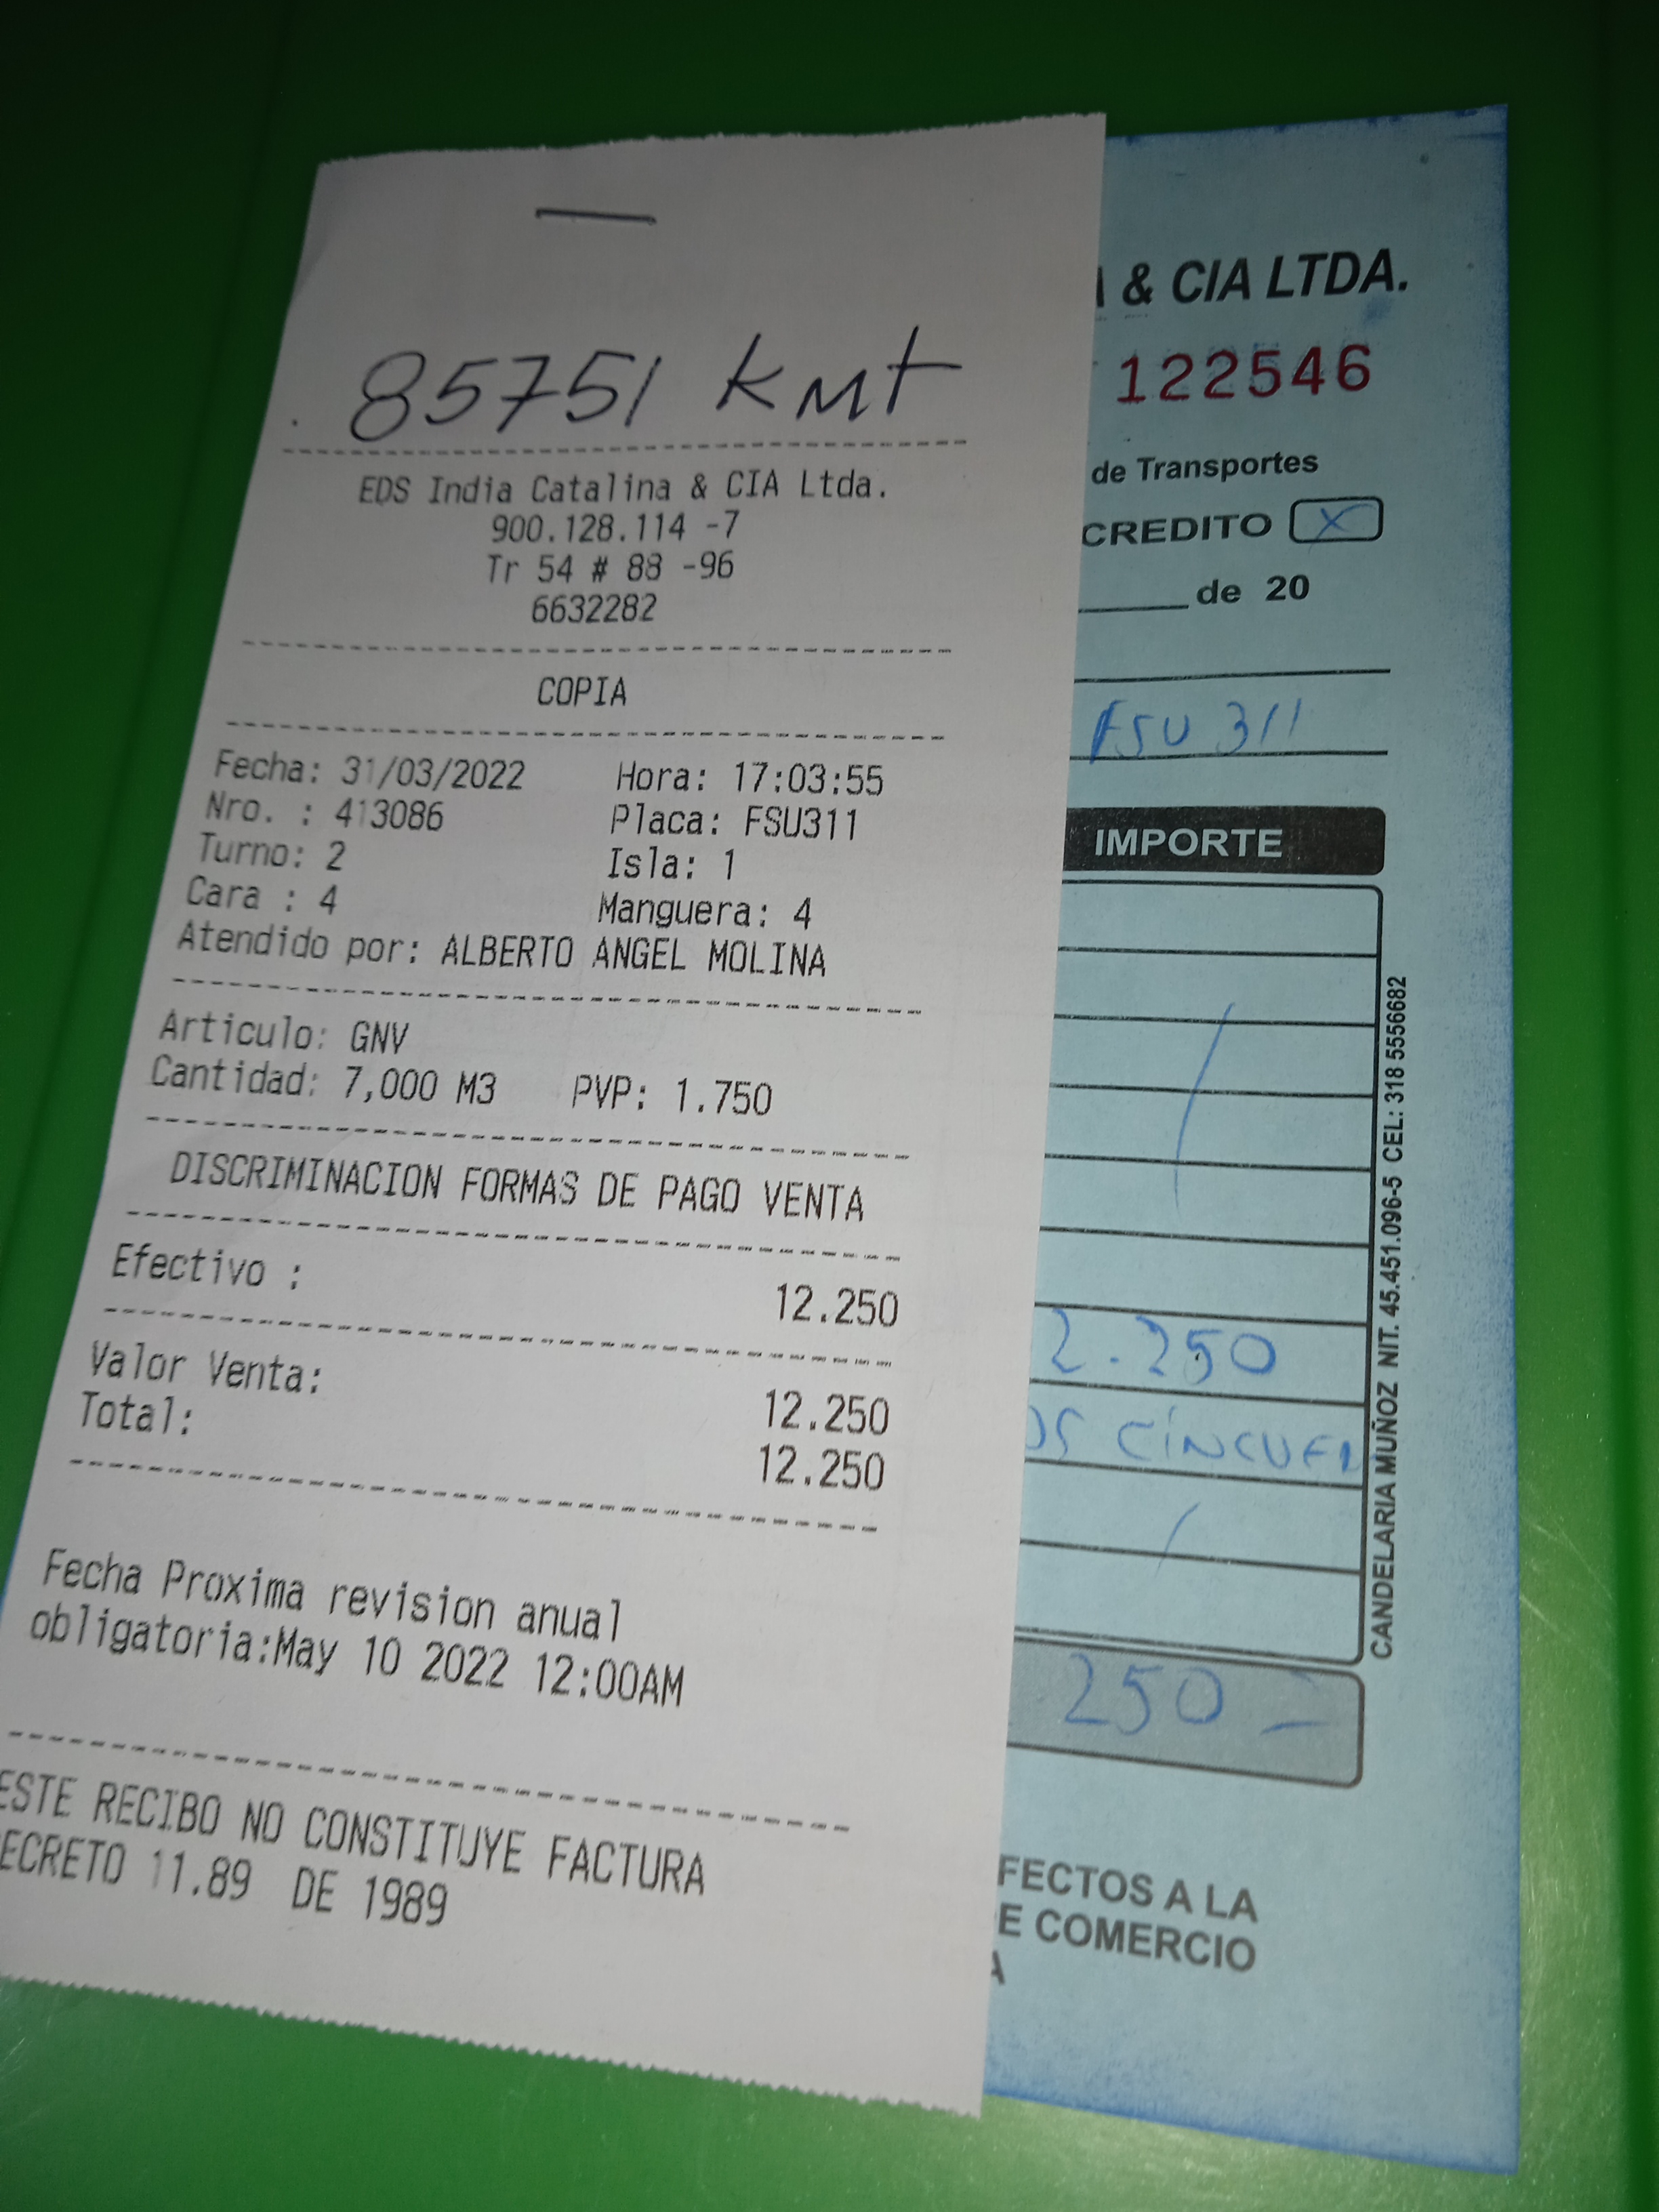 85751 kmt
EDS India Catalina & CIA Ltda.
900.128.114 -7
Tr 54 # 88 -96
6632282
COPIA
Fecha: 31/03/2022 Hora: 17:03:55
Nro. : 413086 Placa: FSU311
Turno: 2 Isla: 1
Cara : 4 Manguera: 4
Atendido por: ALBERTO ANGEL MOLINA
Articulo: GNV
Cantidad: 7,000 M3 PVP: 1.750
DISCRIMINACION FORMAS DE PAGO VENTA
Efectivo : 12.250
Valor Venta: 12.250
Total: 12.250
Fecha Proxima revision anual
obligatoria:May 10 2022 12:00AM
ESTE RECIBO NO CONSTITUYE FACTURA
DECRETO 11.89 DE 1989
& CIA LTDA.
122546
de Transportes
CREDITO X
de 20
FSU 311
IMPORTE
2.250
OS CINCUEN
250
FECTOS A LA
E COMERCIO
A
CANDELARIA MUÑOZ NIT. 45.451.096-5 CEL: 318 5556682